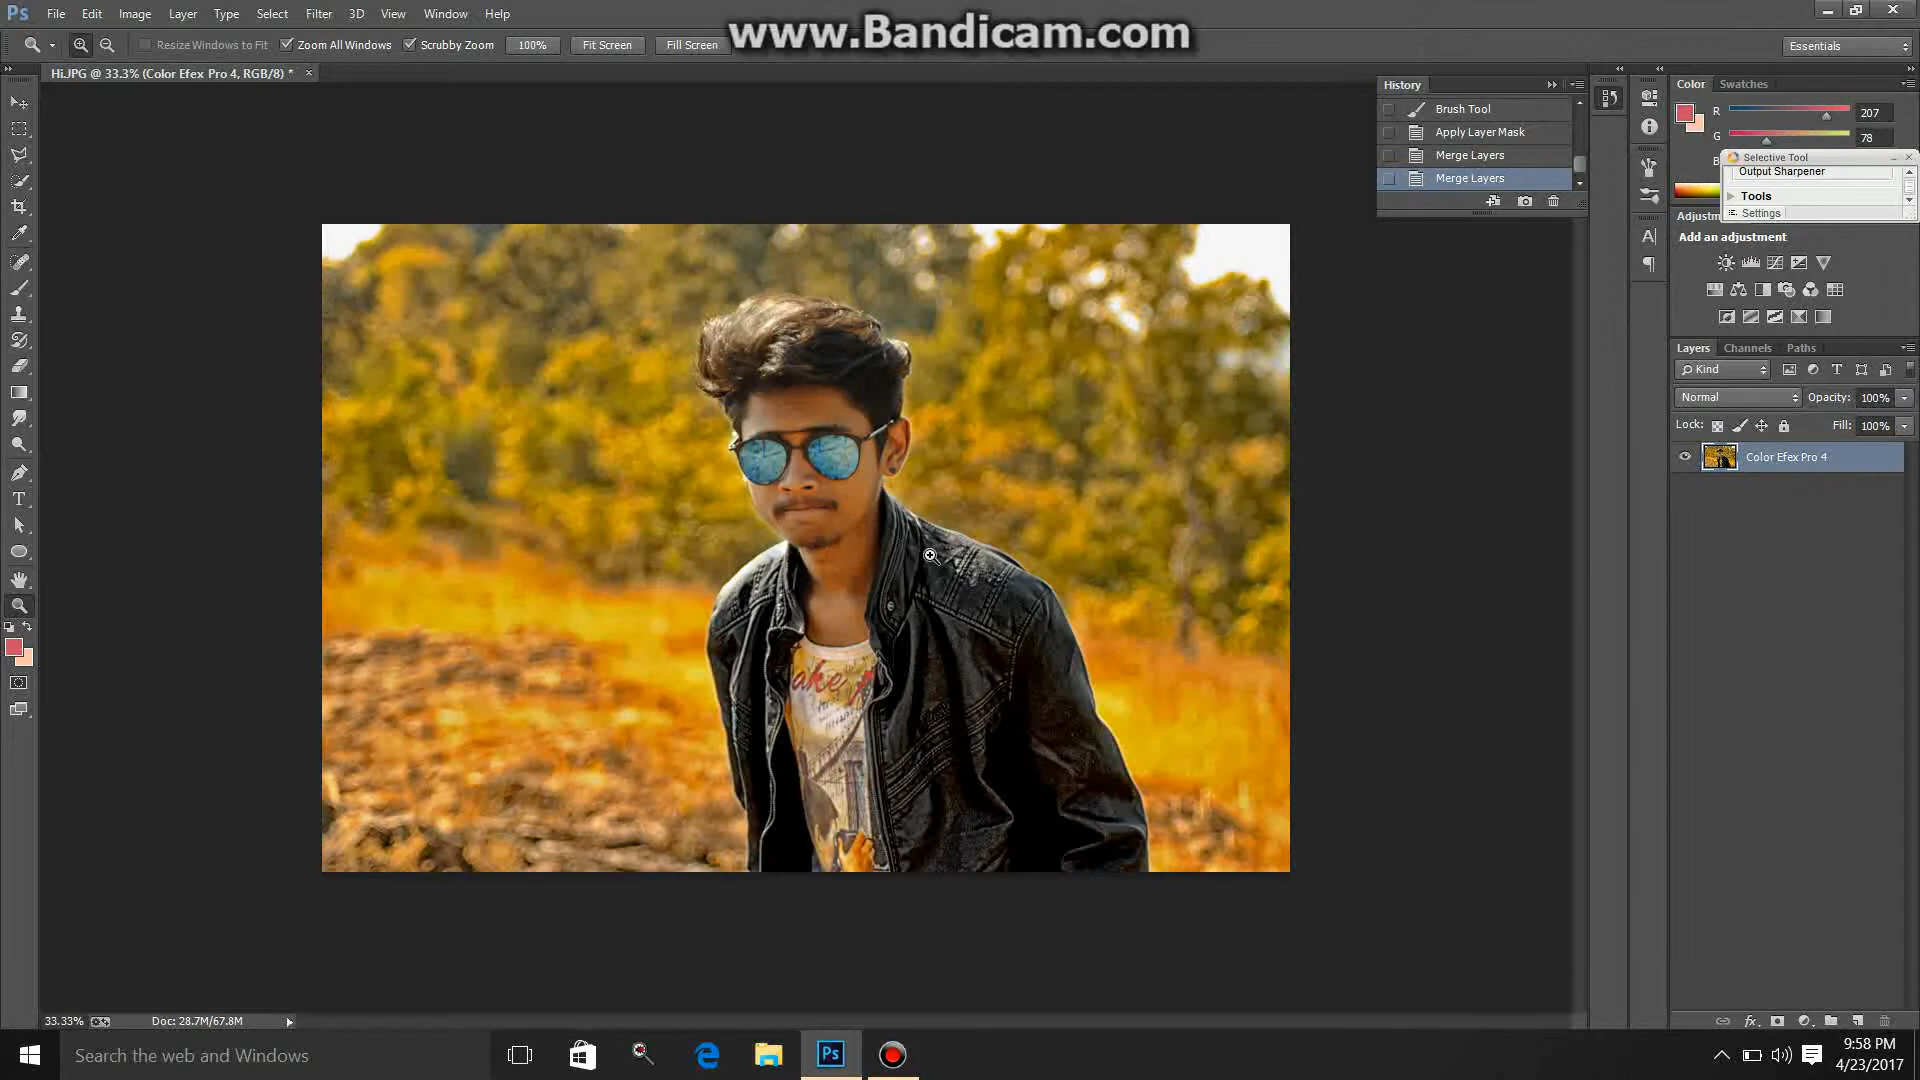 Ps File Edit Image Layer Type Select Filter 3D View Window Help
www.Bandicam.com
Resize Windows to Fit Zoom All Windows Scrubby Zoom 100% Fit Screen Fill Screen
Essentials
Hi.JPG @ 33.3% (Color Efex Pro 4, RGB/8) * ×
History
Brush Tool
Apply Layer Mask
Merge Layers
Merge Layers
Color Swatches
R 207
G 78
B
Selective Tool
Output Sharpener
Tools
Settings
Adjustm
Add an adjustment
Layers Channels Paths
Kind
Normal Opacity: 100%
Lock: Fill: 100%
Color Efex Pro 4
ake
33.33% Doc: 28.7M/67.8M
Search the web and Windows
Ps
9:58 PM
4/23/2017